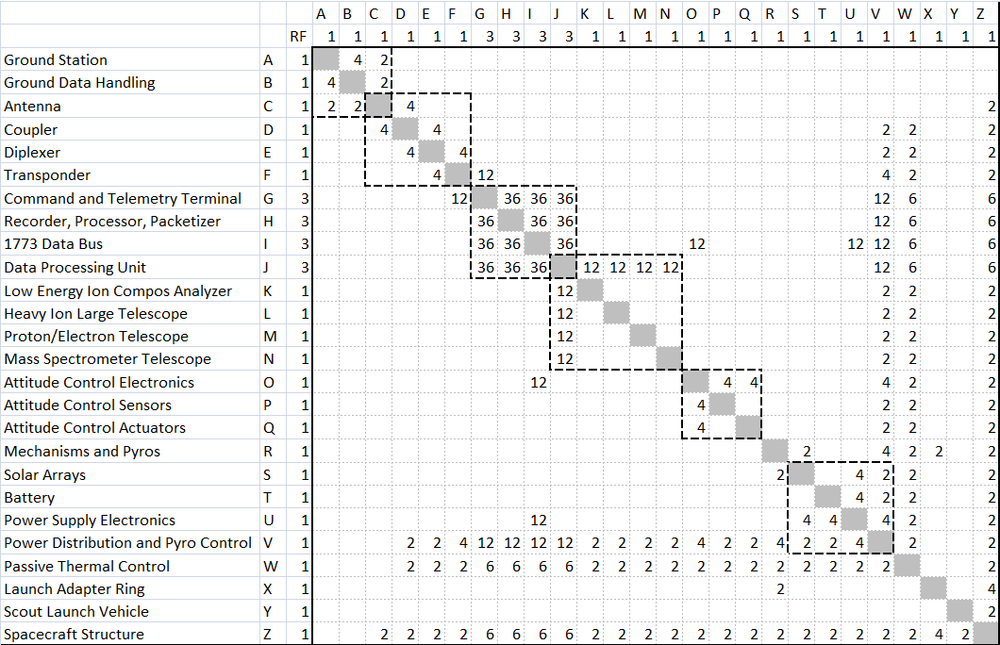 A B C D E F G H I J K L M N O P Q R S T U V W X Y Z
RF 1 1 1 1 1 1 3 3 3 3 1 1 1 1 1 1 1 1 1 1 1 1 1 1 1 1
Ground Station A 1 4 2
Ground Data Handling B 1 4 2
Antenna C 1 2 2 4 2
Coupler D 1 4 4 2 2 2
Diplexer E 1 4 4 2 2 2
Transponder F 1 4 12 4 2 2
Command and Telemetry Terminal G 3 12 36 36 36 12 6 6
Recorder, Processor, Packetizer H 3 36 36 36 12 6 6
1773 Data Bus I 3 36 36 36 12 12 12 6 6
Data Processing Unit J 3 36 36 36 12 12 12 12 12 6 6
Low Energy Ion Compos Analyzer K 1 12 2 2 2
Heavy Ion Large Telescope L 1 12 2 2 2
Proton/Electron Telescope M 1 12 2 2 2
Mass Spectrometer Telescope N 1 12 2 2 2
Attitude Control Electronics O 1 12 4 4 4 2 2
Attitude Control Sensors P 1 4 2 2 2
Attitude Control Actuators Q 1 4 2 2 2
Mechanisms and Pyros R 1 2 4 2 2 2
Solar Arrays S 1 2 4 2 2 2
Battery T 1 4 2 2 2
Power Supply Electronics U 1 12 4 4 4 2 2
Power Distribution and Pyro Control V 1 2 2 4 12 12 12 12 2 2 2 2 4 2 2 4 2 2 4 2 2
Passive Thermal Control W 1 2 2 2 6 6 6 6 2 2 2 2 2 2 2 2 2 2 2 2 2
Launch Adapter Ring X 1 2 4
Scout Launch Vehicle Y 1 2
Spacecraft Structure Z 1 2 2 2 2 6 6 6 6 2 2 2 2 2 2 2 2 2 2 2 2 2 4 2